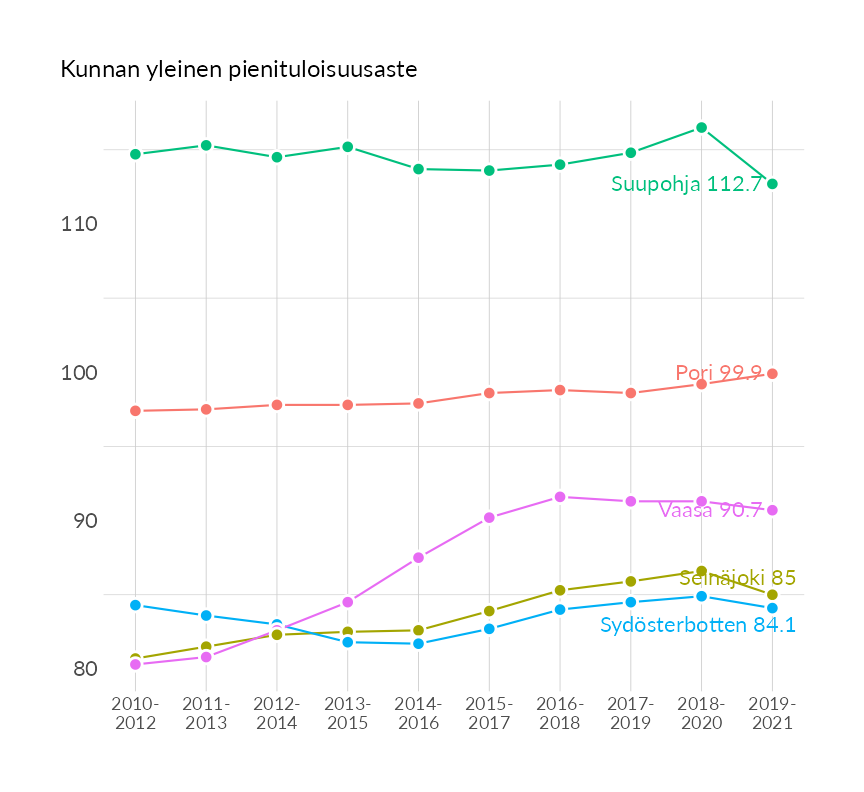 Kunnan yleinen pienituloisuusaste
Suupohja 112.7
110
100
Pori 99.9
Vaasa 90.7
90
Seinäjoki 85
Sydösterbotten 84.1
80
2010- 2011- 2012- 2013- 2014- 2015- 2016- 2017- 2018- 2019-
2012 2013 2014 2015 2016 2017 2018 2019 2020 2021